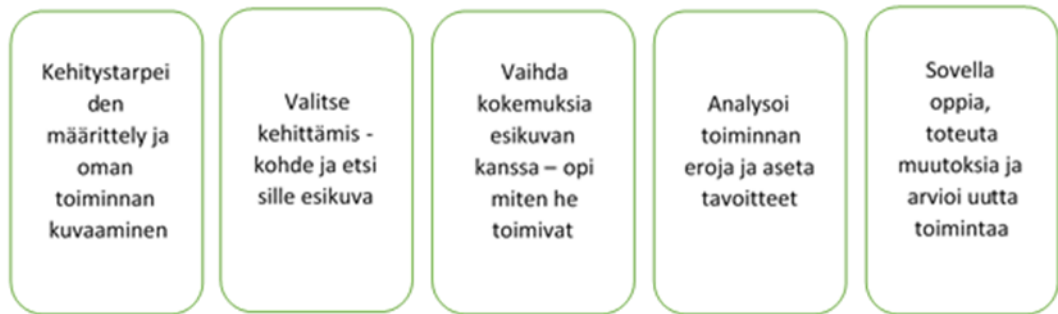 Kehitystarpei
den
määrittely ja
oman
toiminnan
kuvaaminen
Valitse
kehittämis -
kohde ja etsi
sille esikuva
Vaihda
kokemuksia
esikuvan
kanssa – opi
miten he
toimivat
Analysoi
toiminnan
eroja ja aseta
tavoitteet
Sovella
oppia,
toteuta
muutoksia ja
arvioi uutta
toimintaa